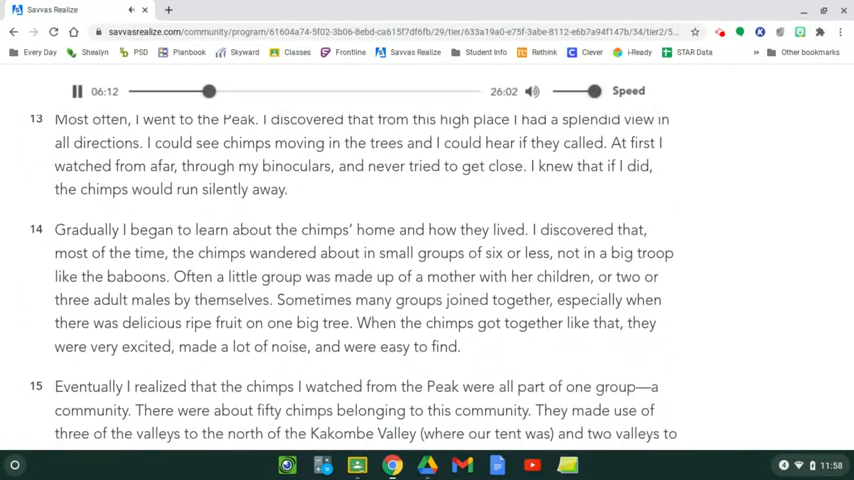 Savvas Realize
savvasrealize.com/community/program/61604a74-5f02-3b06-8ebd-ca615f7df6fb/29/tier/633a19a0-e75f-3abe-8112-e6b7a94f147b/34/tier2/5...
Every Day Shealyn PSD Planbook Skyward Classes Frontline Savvas Realize Student Info Rethink Clever i-Ready STAR Data » Other bookmarks
06:12 26:02 Speed
13 Most often, I went to the Peak. I discovered that from this high place I had a splendid view in
all directions. I could see chimps moving in the trees and I could hear if they called. At first I
watched from afar, through my binoculars, and never tried to get close. I knew that if I did,
the chimps would run silently away.
14 Gradually I began to learn about the chimps' home and how they lived. I discovered that,
most of the time, the chimps wandered about in small groups of six or less, not in a big troop
like the baboons. Often a little group was made up of a mother with her children, or two or
three adult males by themselves. Sometimes many groups joined together, especially when
there was delicious ripe fruit on one big tree. When the chimps got together like that, they
were very excited, made a lot of noise, and were easy to find.
15 Eventually I realized that the chimps I watched from the Peak were all part of one group—a
community. There were about fifty chimps belonging to this community. They made use of
three of the valleys to the north of the Kakombe Valley (where our tent was) and two valleys to
4 11:58